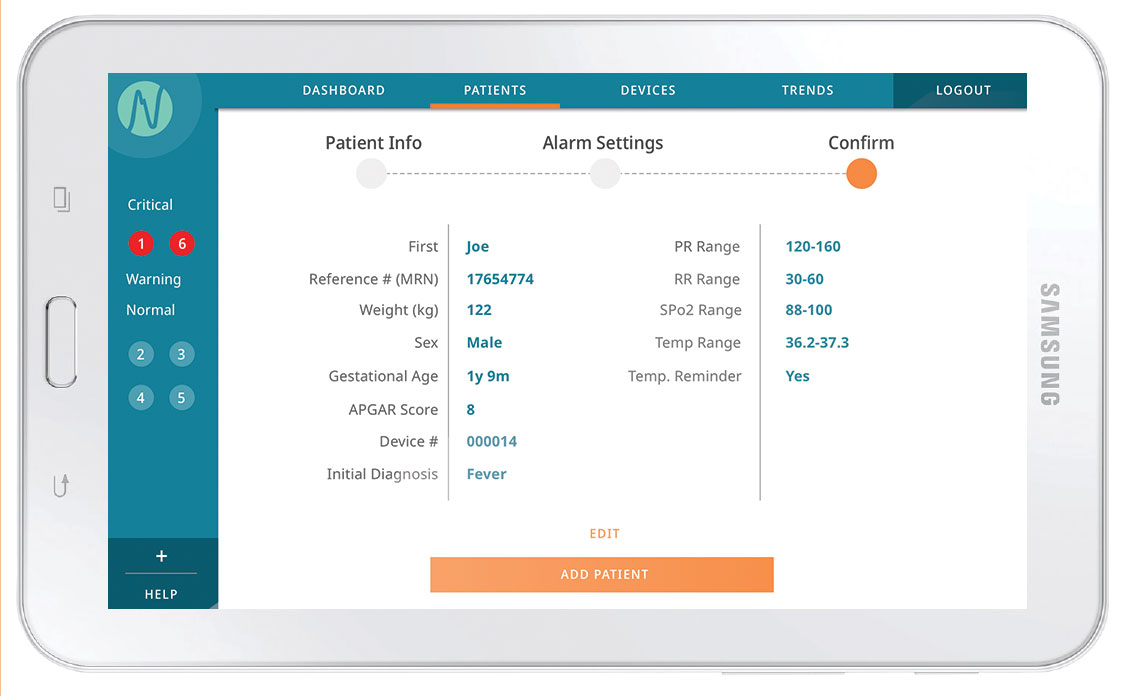 DASHBOARD PATIENTS DEVICES TRENDS LOGOUT
Patient Info Alarm Settings Confirm
Critical
1 6
Warning
Normal
2 3
4 5
+
HELP
First Joe
Reference # (MRN) 17654774
Weight (kg) 122
Sex Male
Gestational Age 1y 9m
APGAR Score 8
Device # 000014
Initial Diagnosis Fever
PR Range 120-160
RR Range 30-60
SPo2 Range 88-100
Temp Range 36.2-37.3
Temp. Reminder Yes
EDIT
ADD PATIENT
SAMSUNG